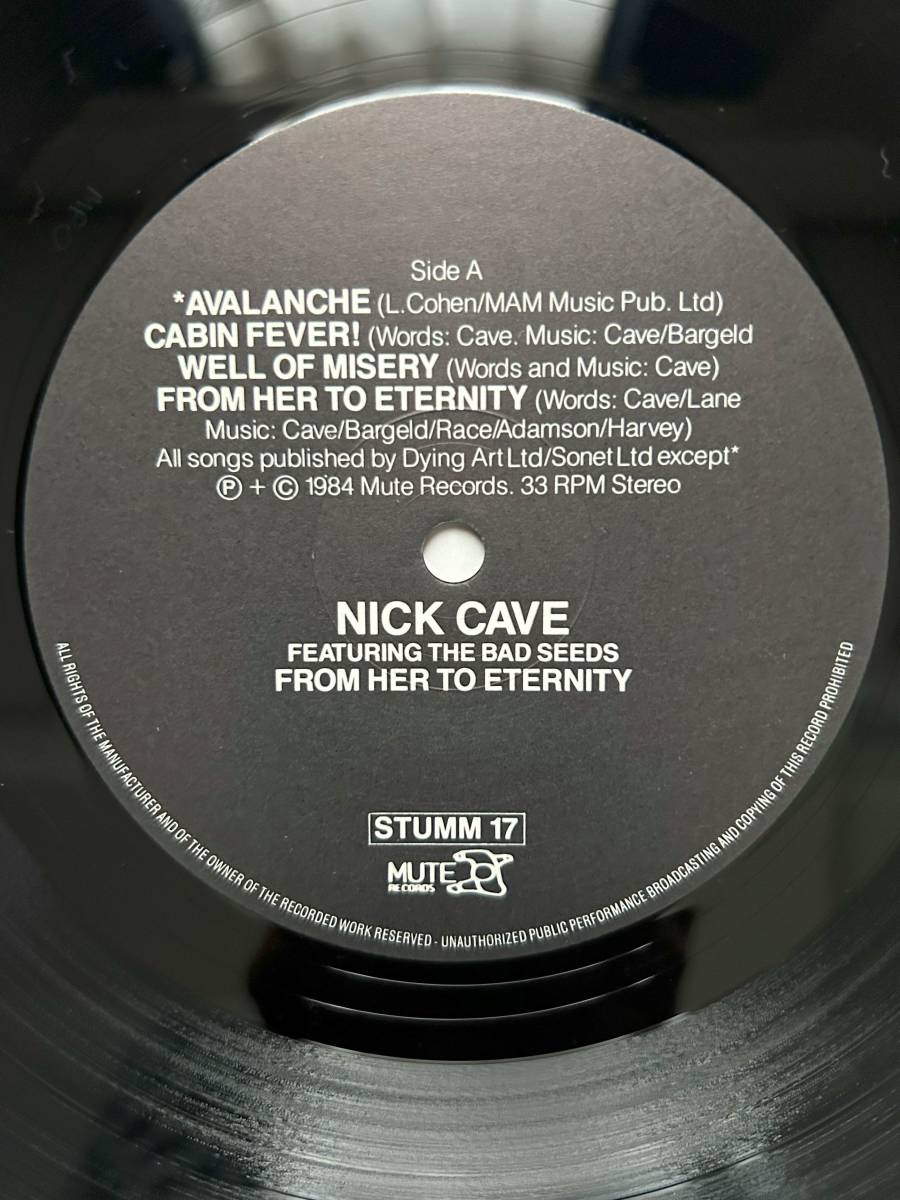 Side A
*AVALANCHE (L.Cohen/MAM Music Pub. Ltd)
CABIN FEVER! (Words: Cave. Music: Cave/Bargeld
WELL OF MISERY (Words and Music: Cave)
FROM HER TO ETERNITY (Words: Cave/Lane
Music: Cave/Bargeld/Race/Adamson/Harvey)
All songs published by Dying Art Ltd/Sonet Ltd except*
Ⓟ + © 1984 Mute Records. 33 RPM Stereo
NICK CAVE
FEATURING THE BAD SEEDS
FROM HER TO ETERNITY
STUMM 17
MUTE
RECORDS
ALL RIGHTS OF THE MANUFACTURER AND OF THE OWNER OF THE RECORDED WORK RESERVED - UNAUTHORIZED PUBLIC PERFORMANCE BROADCASTING AND COPYING OF THIS RECORD PROHIBITED